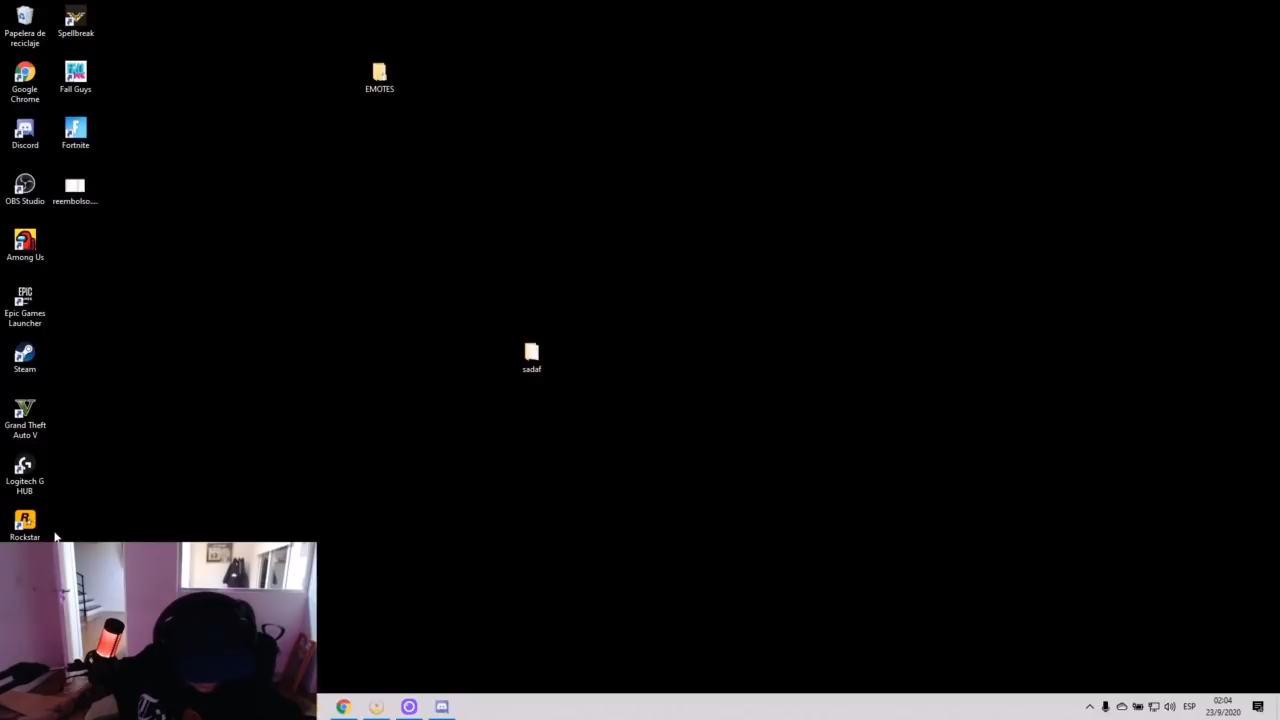 Papelera de
reciclaje
Spellbreak
Google
Chrome
Fall Guys
EMOTES
Discord
Fortnite
OBS Studio
reembolso....
Among Us
EPIC
Epic Games
Launcher
Steam
sadaf
Grand Theft
Auto V
Logitech G
HUB
Rockstar
ESP
02:04
23/9/2020